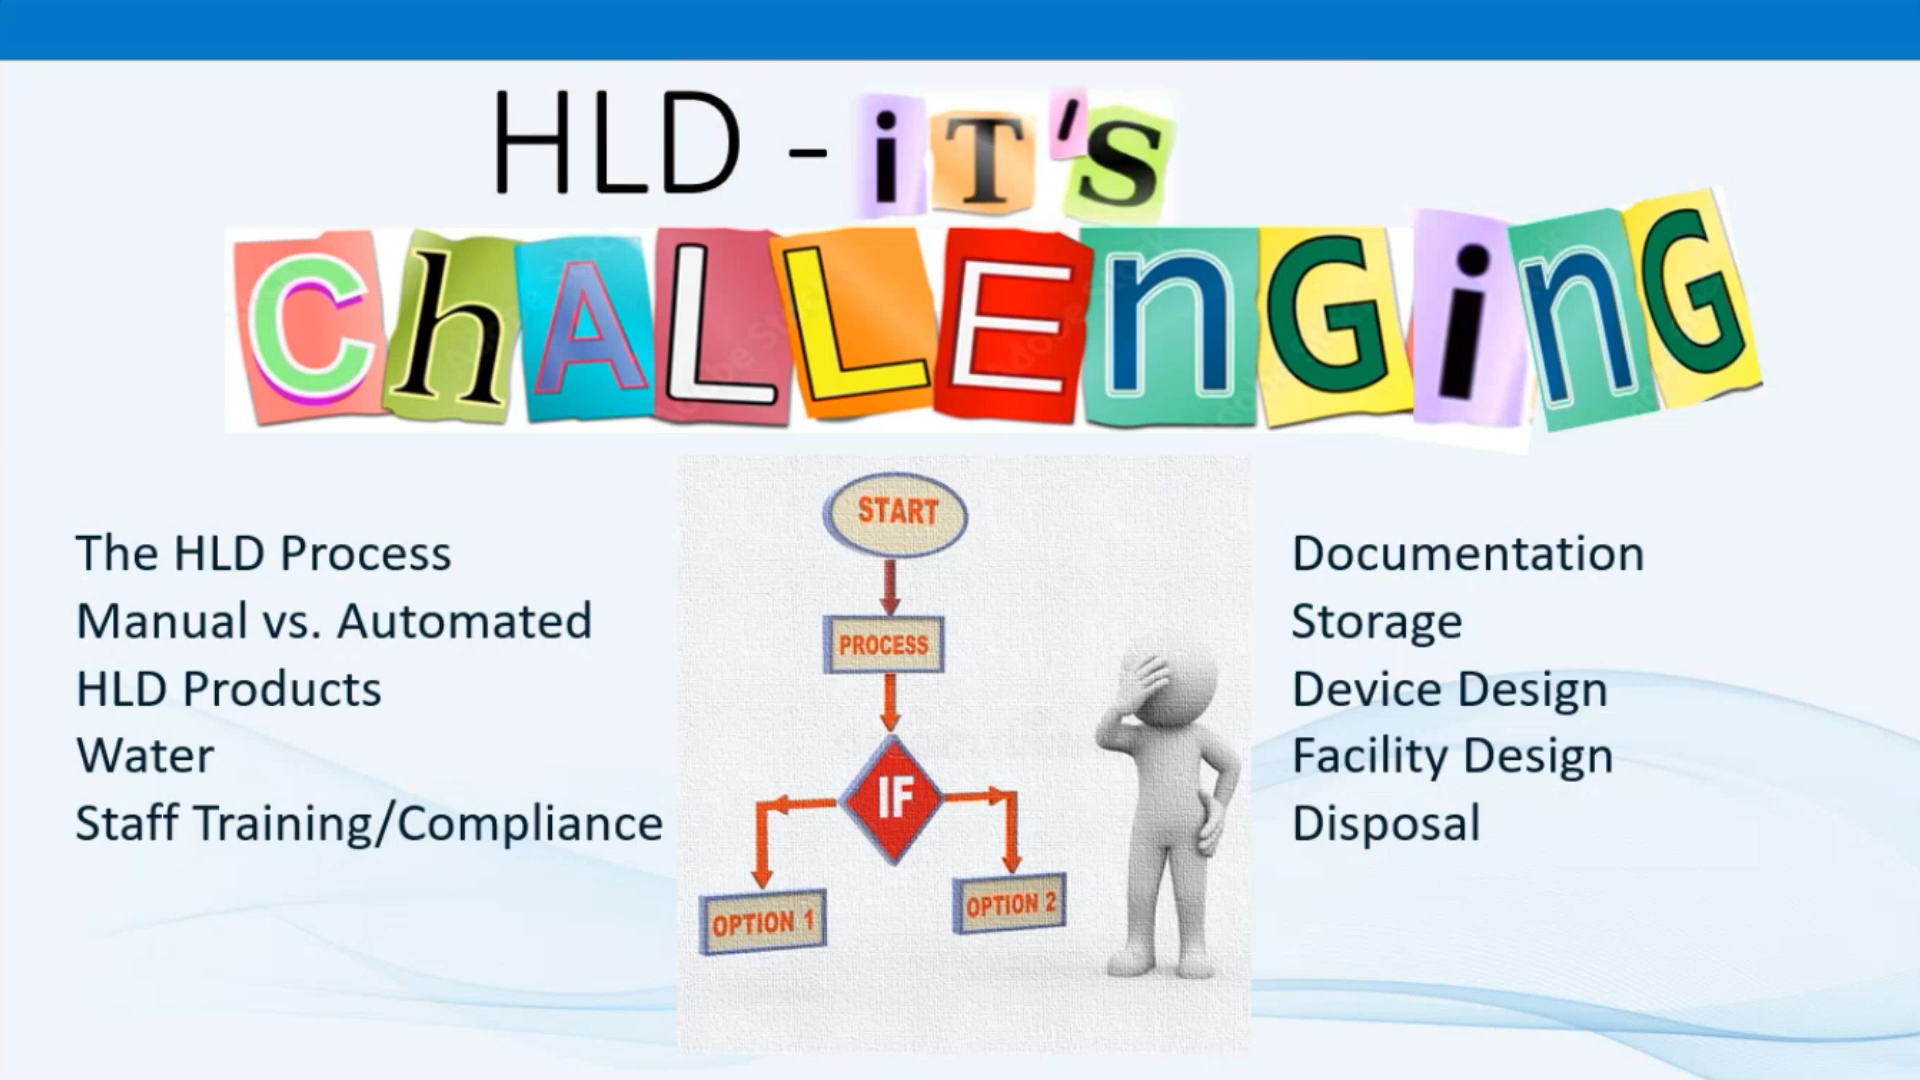 HLD - iT'S
ChALLEnGinG
The HLD Process
Manual vs. Automated
HLD Products
Water
Staff Training/Compliance
START
PROCESS
IF
OPTION 1
OPTION 2
Documentation
Storage
Device Design
Facility Design
Disposal